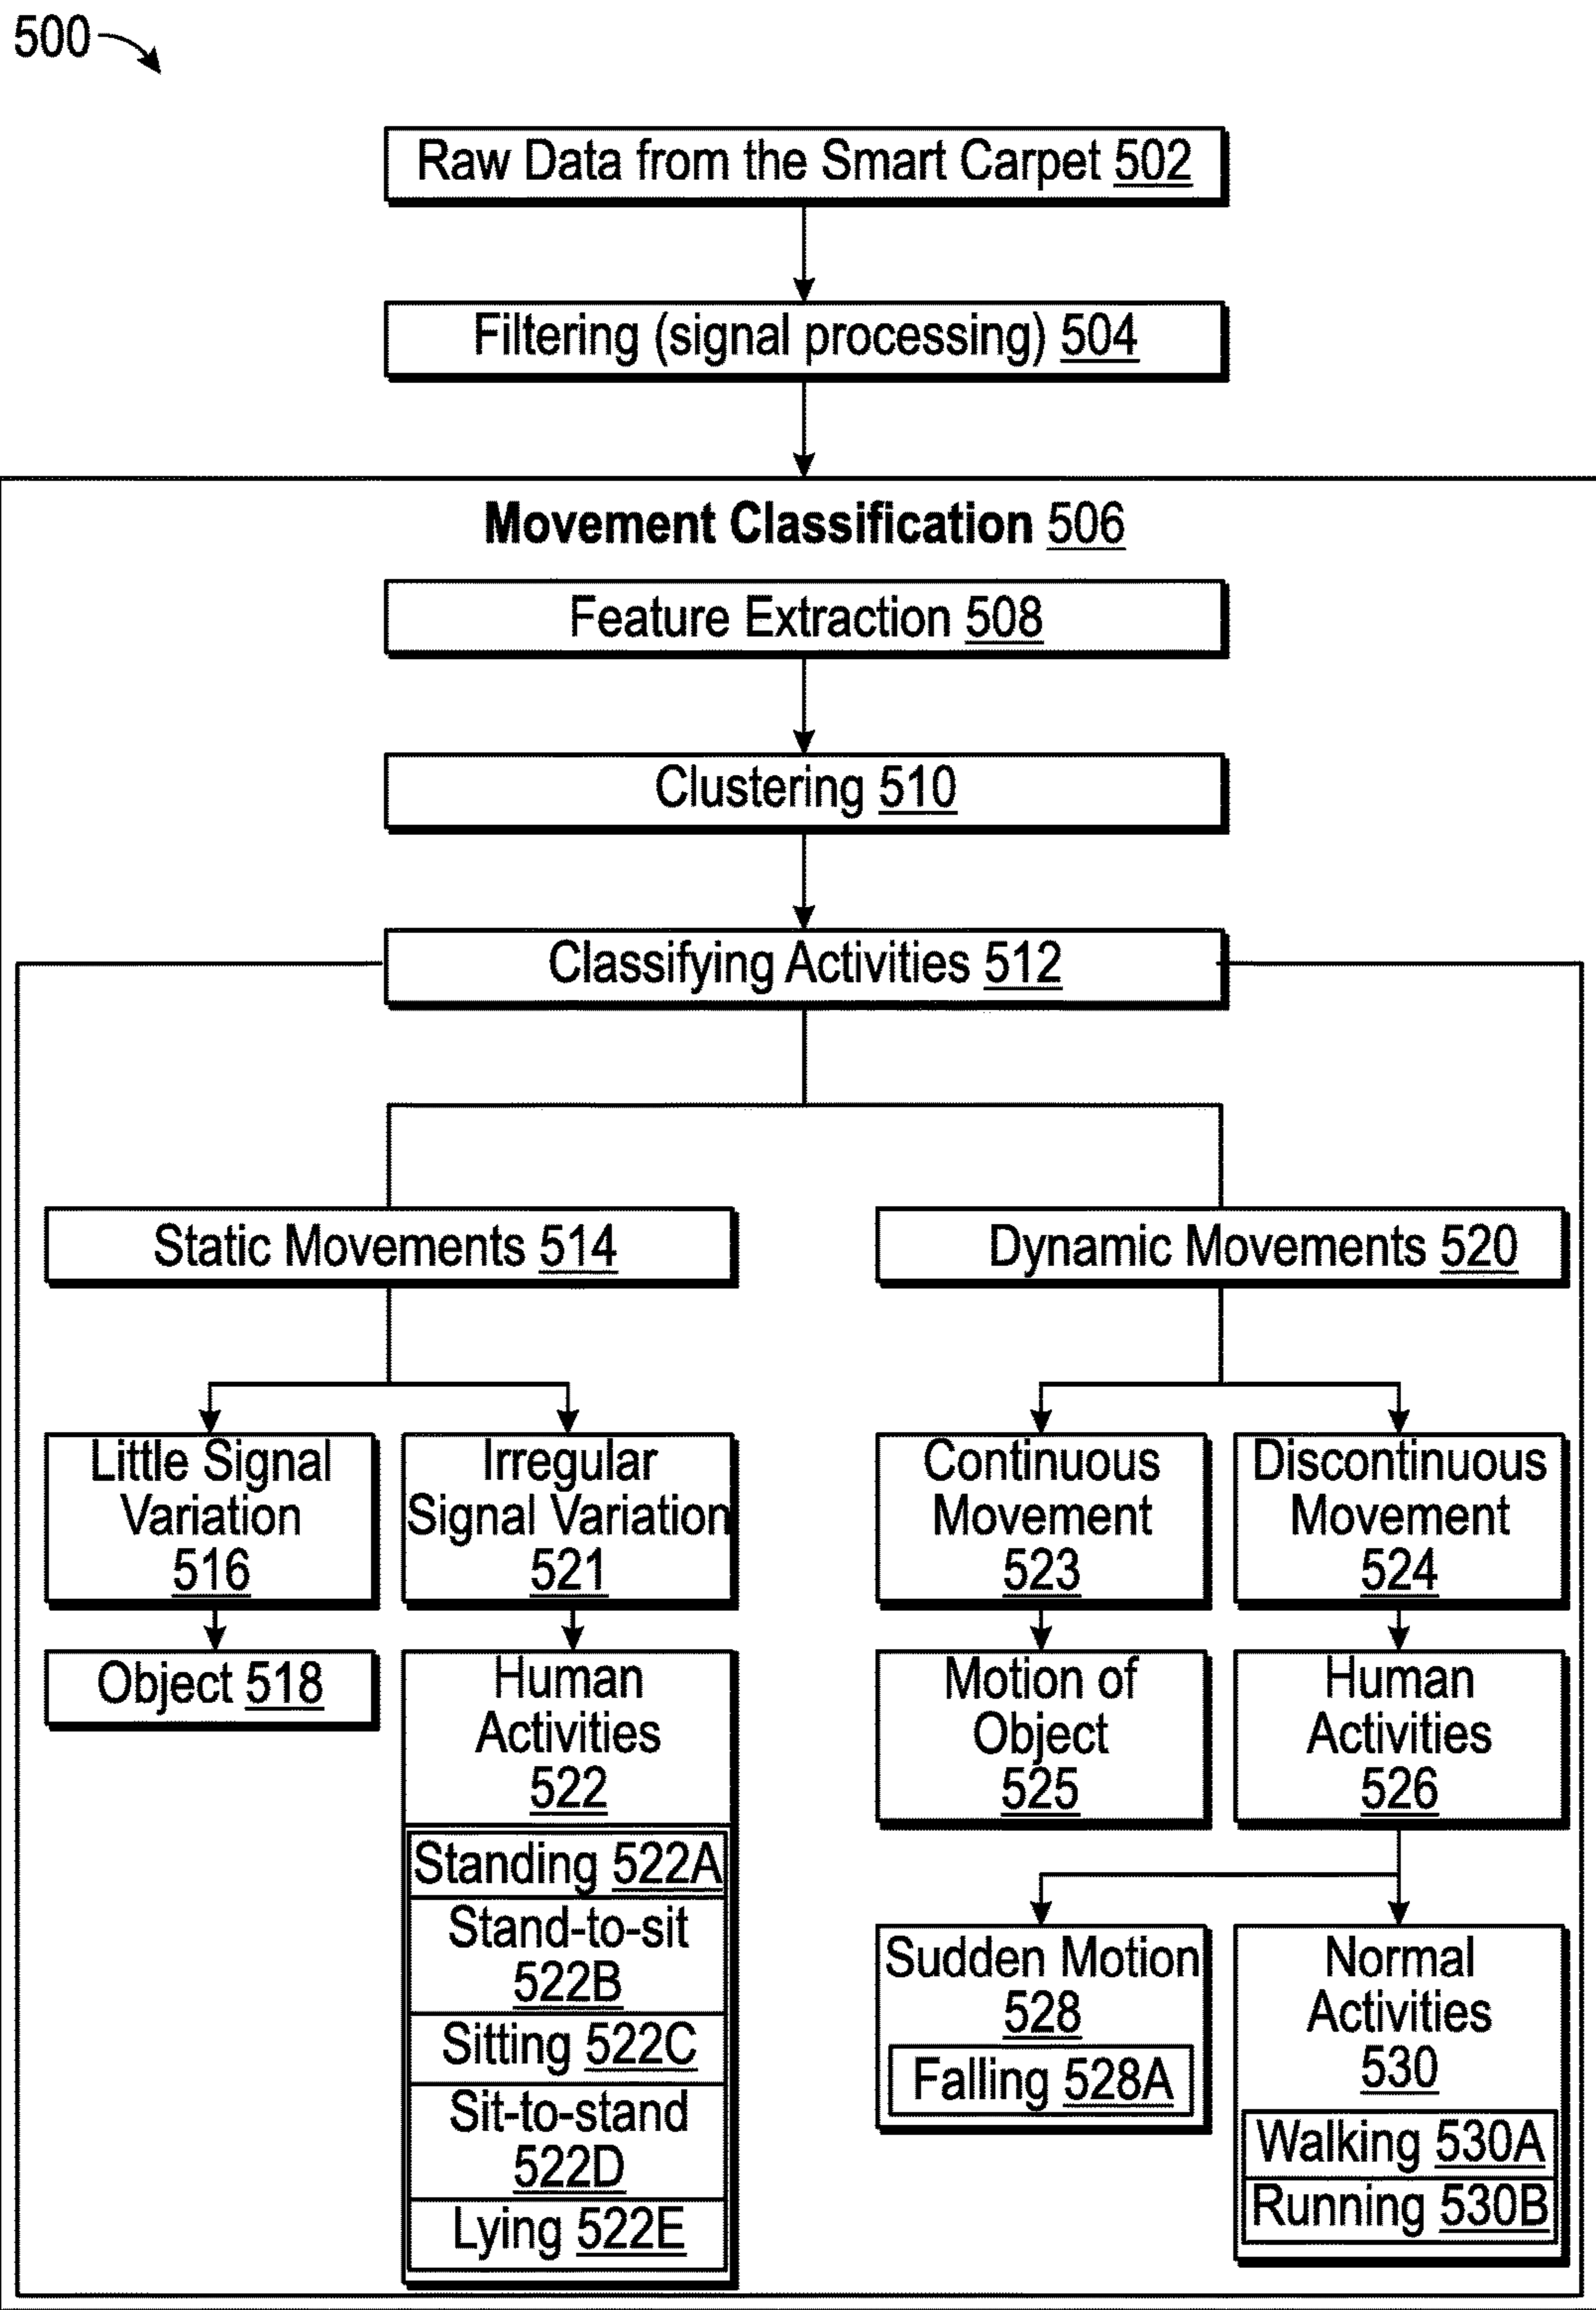 500
Raw Data from the Smart Carpet 502
Filtering (signal processing) 504
Movement Classification 506
Feature Extraction 508
Clustering 510
Classifying Activities 512
Static Movements 514
Dynamic Movements 520
Little Signal
Variation
516
Irregular
Signal Variation
521
Continuous
Movement
523
Discontinuous
Movement
524
Object 518
Human
Activities
522
Standing 522A
Stand-to-sit
522B
Sitting 522C
Sit-to-stand
522D
Lying 522E
Motion of
Object
525
Human
Activities
526
Sudden Motion
528
Falling 528A
Normal
Activities
530
Walking 530A
Running 530B